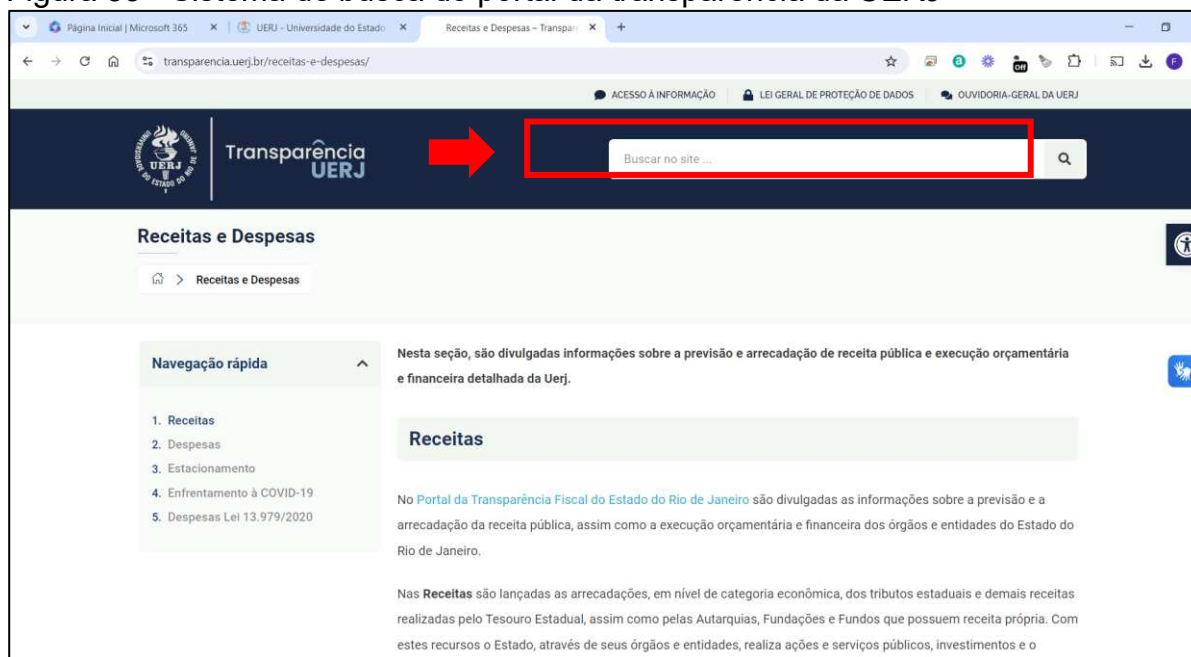 Página Inicial | Microsoft 365
UERJ - Universidade do Estado
Receitas e Despesas – Transpar
transparencia.uerj.br/receitas-e-despesas/
Off
F
ACESSO À INFORMAÇÃO
LEI GERAL DE PROTEÇÃO DE DADOS
OUVIDORIA-GERAL DA UERJ
UERJ
Transparência
UERJ
Buscar no site ...
Receitas e Despesas
Receitas e Despesas
Navegação rápida
1. Receitas
2. Despesas
3. Estacionamento
4. Enfrentamento à COVID-19
5. Despesas Lei 13.979/2020
Nesta seção, são divulgadas informações sobre a previsão e arrecadação de receita pública e execução orçamentária
e financeira detalhada da Uerj.
Receitas
No Portal da Transparência Fiscal do Estado do Rio de Janeiro são divulgadas as informações sobre a previsão e a
arrecadação da receita pública, assim como a execução orçamentária e financeira dos órgãos e entidades do Estado do
Rio de Janeiro.
Nas Receitas são lançadas as arrecadações, em nível de categoria econômica, dos tributos estaduais e demais receitas
realizadas pelo Tesouro Estadual, assim como pelas Autarquias, Fundações e Fundos que possuem receita própria. Com
estes recursos o Estado, através de seus órgãos e entidades, realiza ações e serviços públicos, investimentos e o